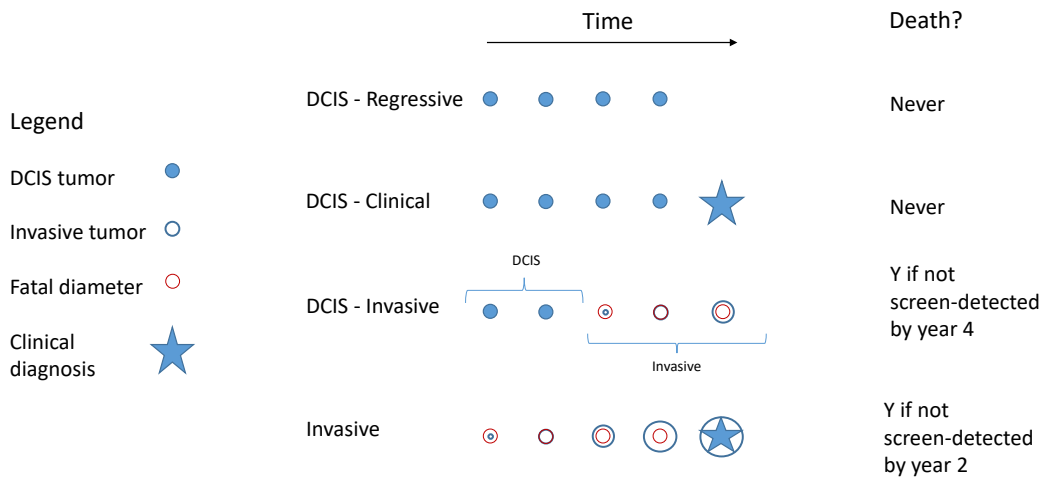 Time
Death?
DCIS - Regressive
Never
Legend
DCIS tumor
DCIS - Clinical
Never
Invasive tumor
DCIS
Fatal diameter
DCIS - Invasive
Y if not
screen-detected
by year 4
Clinical
diagnosis
Invasive
Invasive
Y if not
screen-detected
by year 2